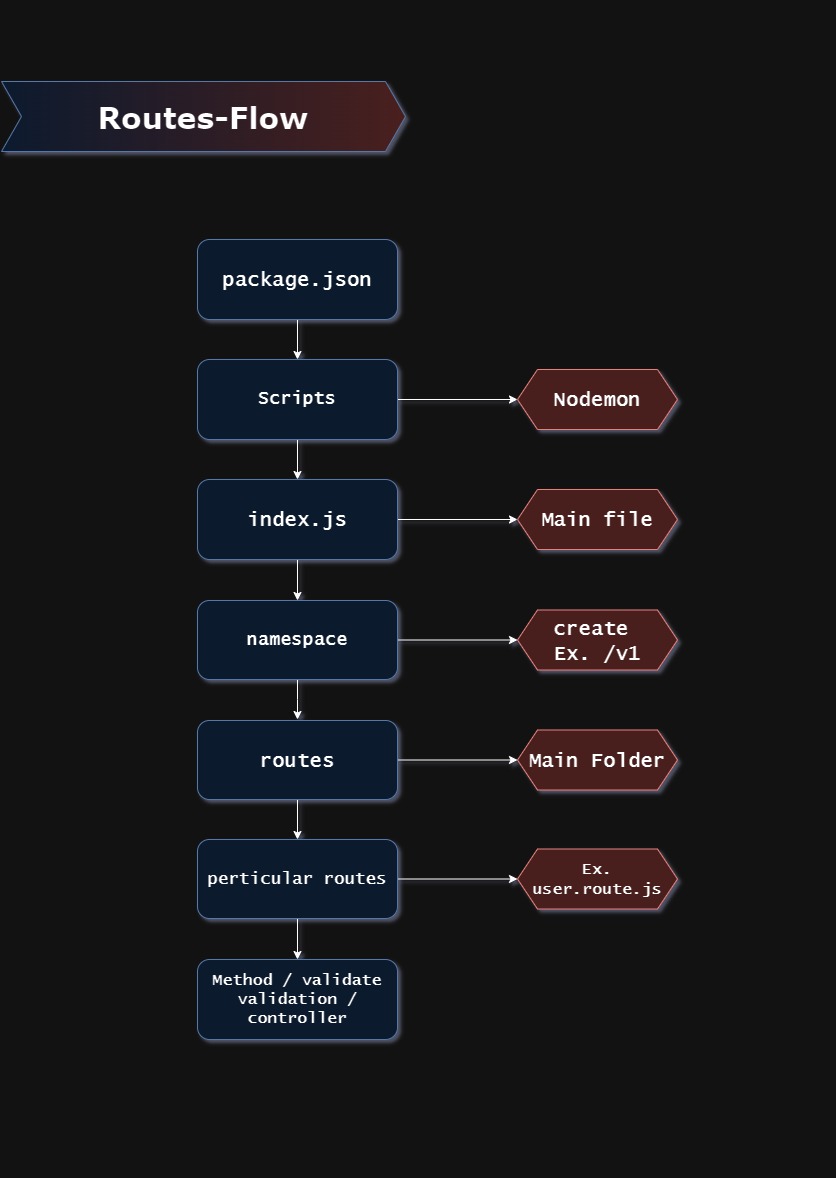 Routes-Flow
package.json
Scripts
Nodemon
index.js
Main file
namespace
create
Ex. /v1
routes
Main Folder
perticular routes
Ex.
user.route.js
Method / validate
validation /
controller